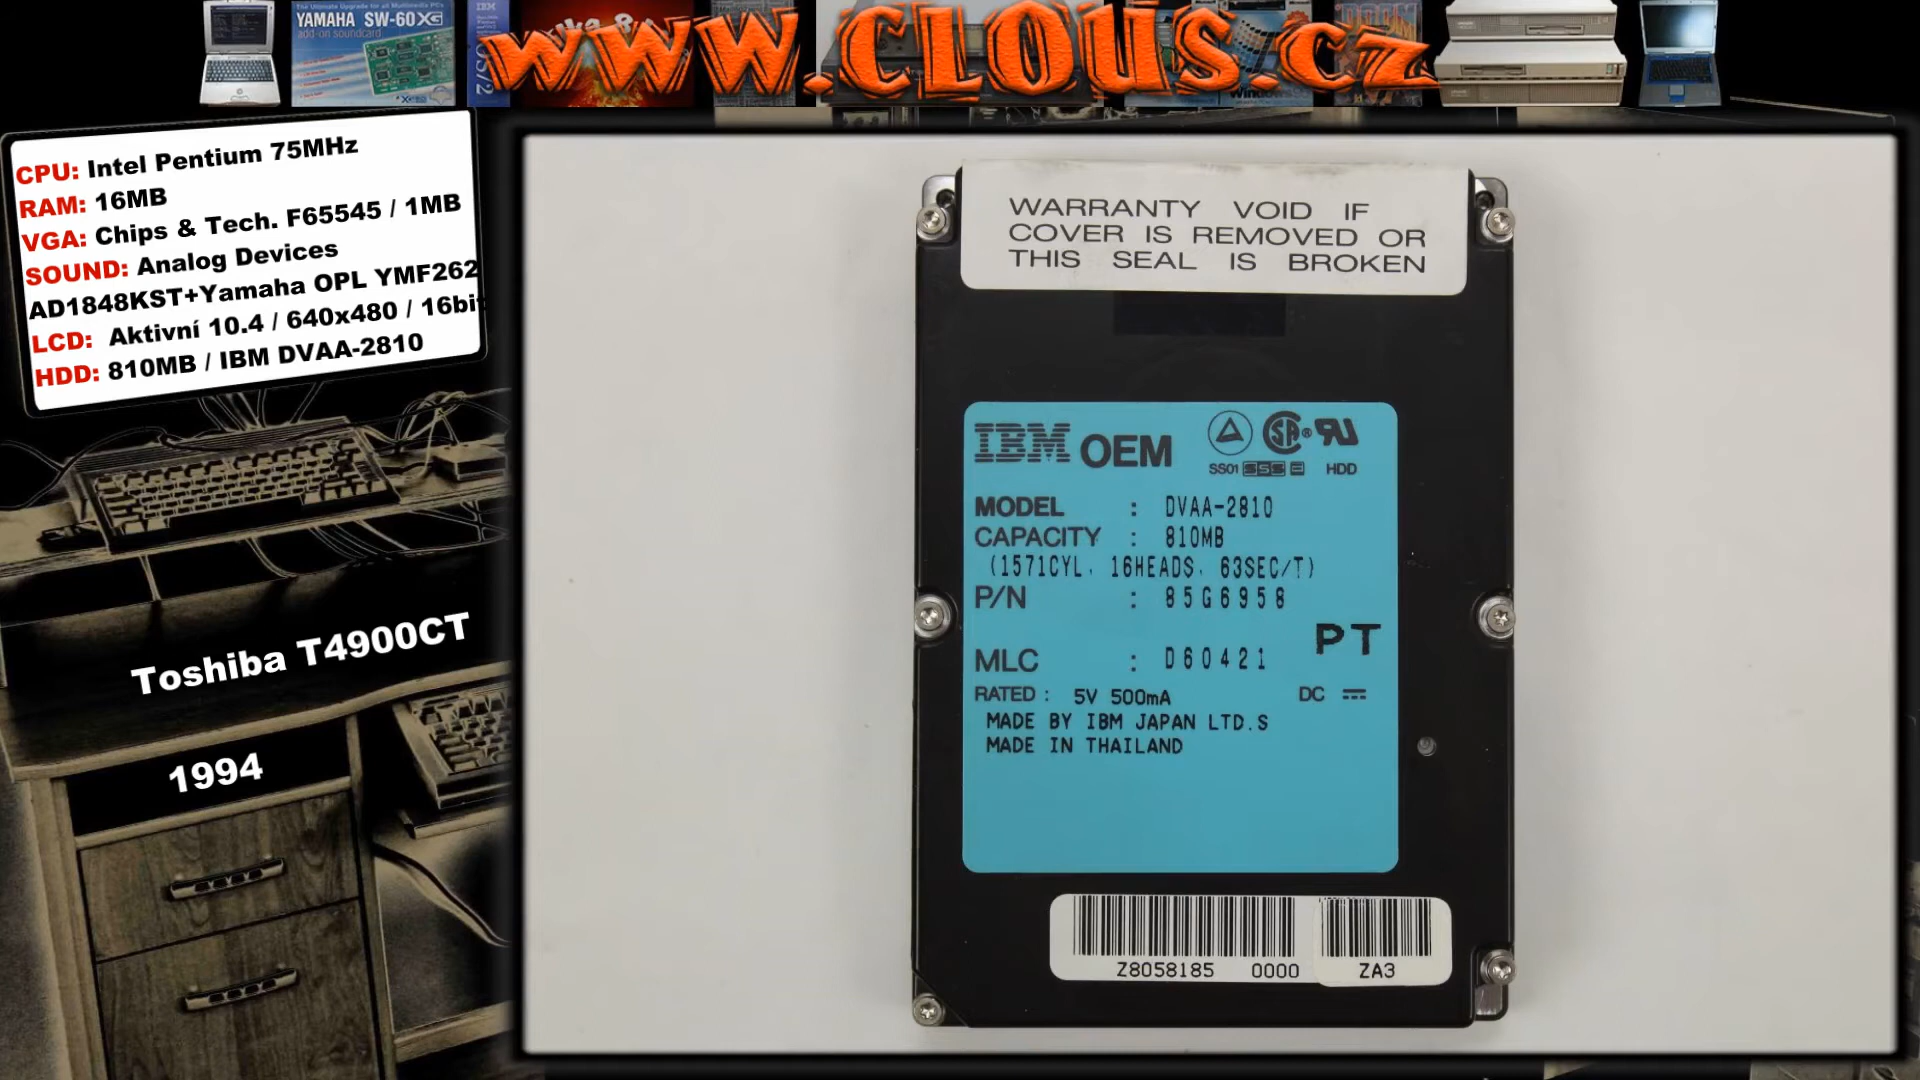 YAMAHA SW-60XG
add-on soundcard
IBM
www.CLOUS.cz
DOOM
CPU: Intel Pentium 75MHz
RAM: 16MB
VGA: Chips & Tech. F65545 / 1MB
SOUND: Analog Devices
AD1848KST+Yamaha OPL YMF262
LCD: Aktivní 10.4 / 640x480 / 16bit
HDD: 810MB / IBM DVAA-2810
Toshiba T4900CT
1994
WARRANTY VOID IF
COVER IS REMOVED OR
THIS SEAL IS BROKEN
IBM OEM
SS01 HDD
MODEL : DVAA-2810
CAPACITY : 810MB
(1571CYL. 16HEADS. 63SEC/T)
P/N : 85G6958
PT
MLC : D60421
RATED : 5V 500mA DC
MADE BY IBM JAPAN LTD.S
MADE IN THAILAND
Z8058185 0000 ZA3